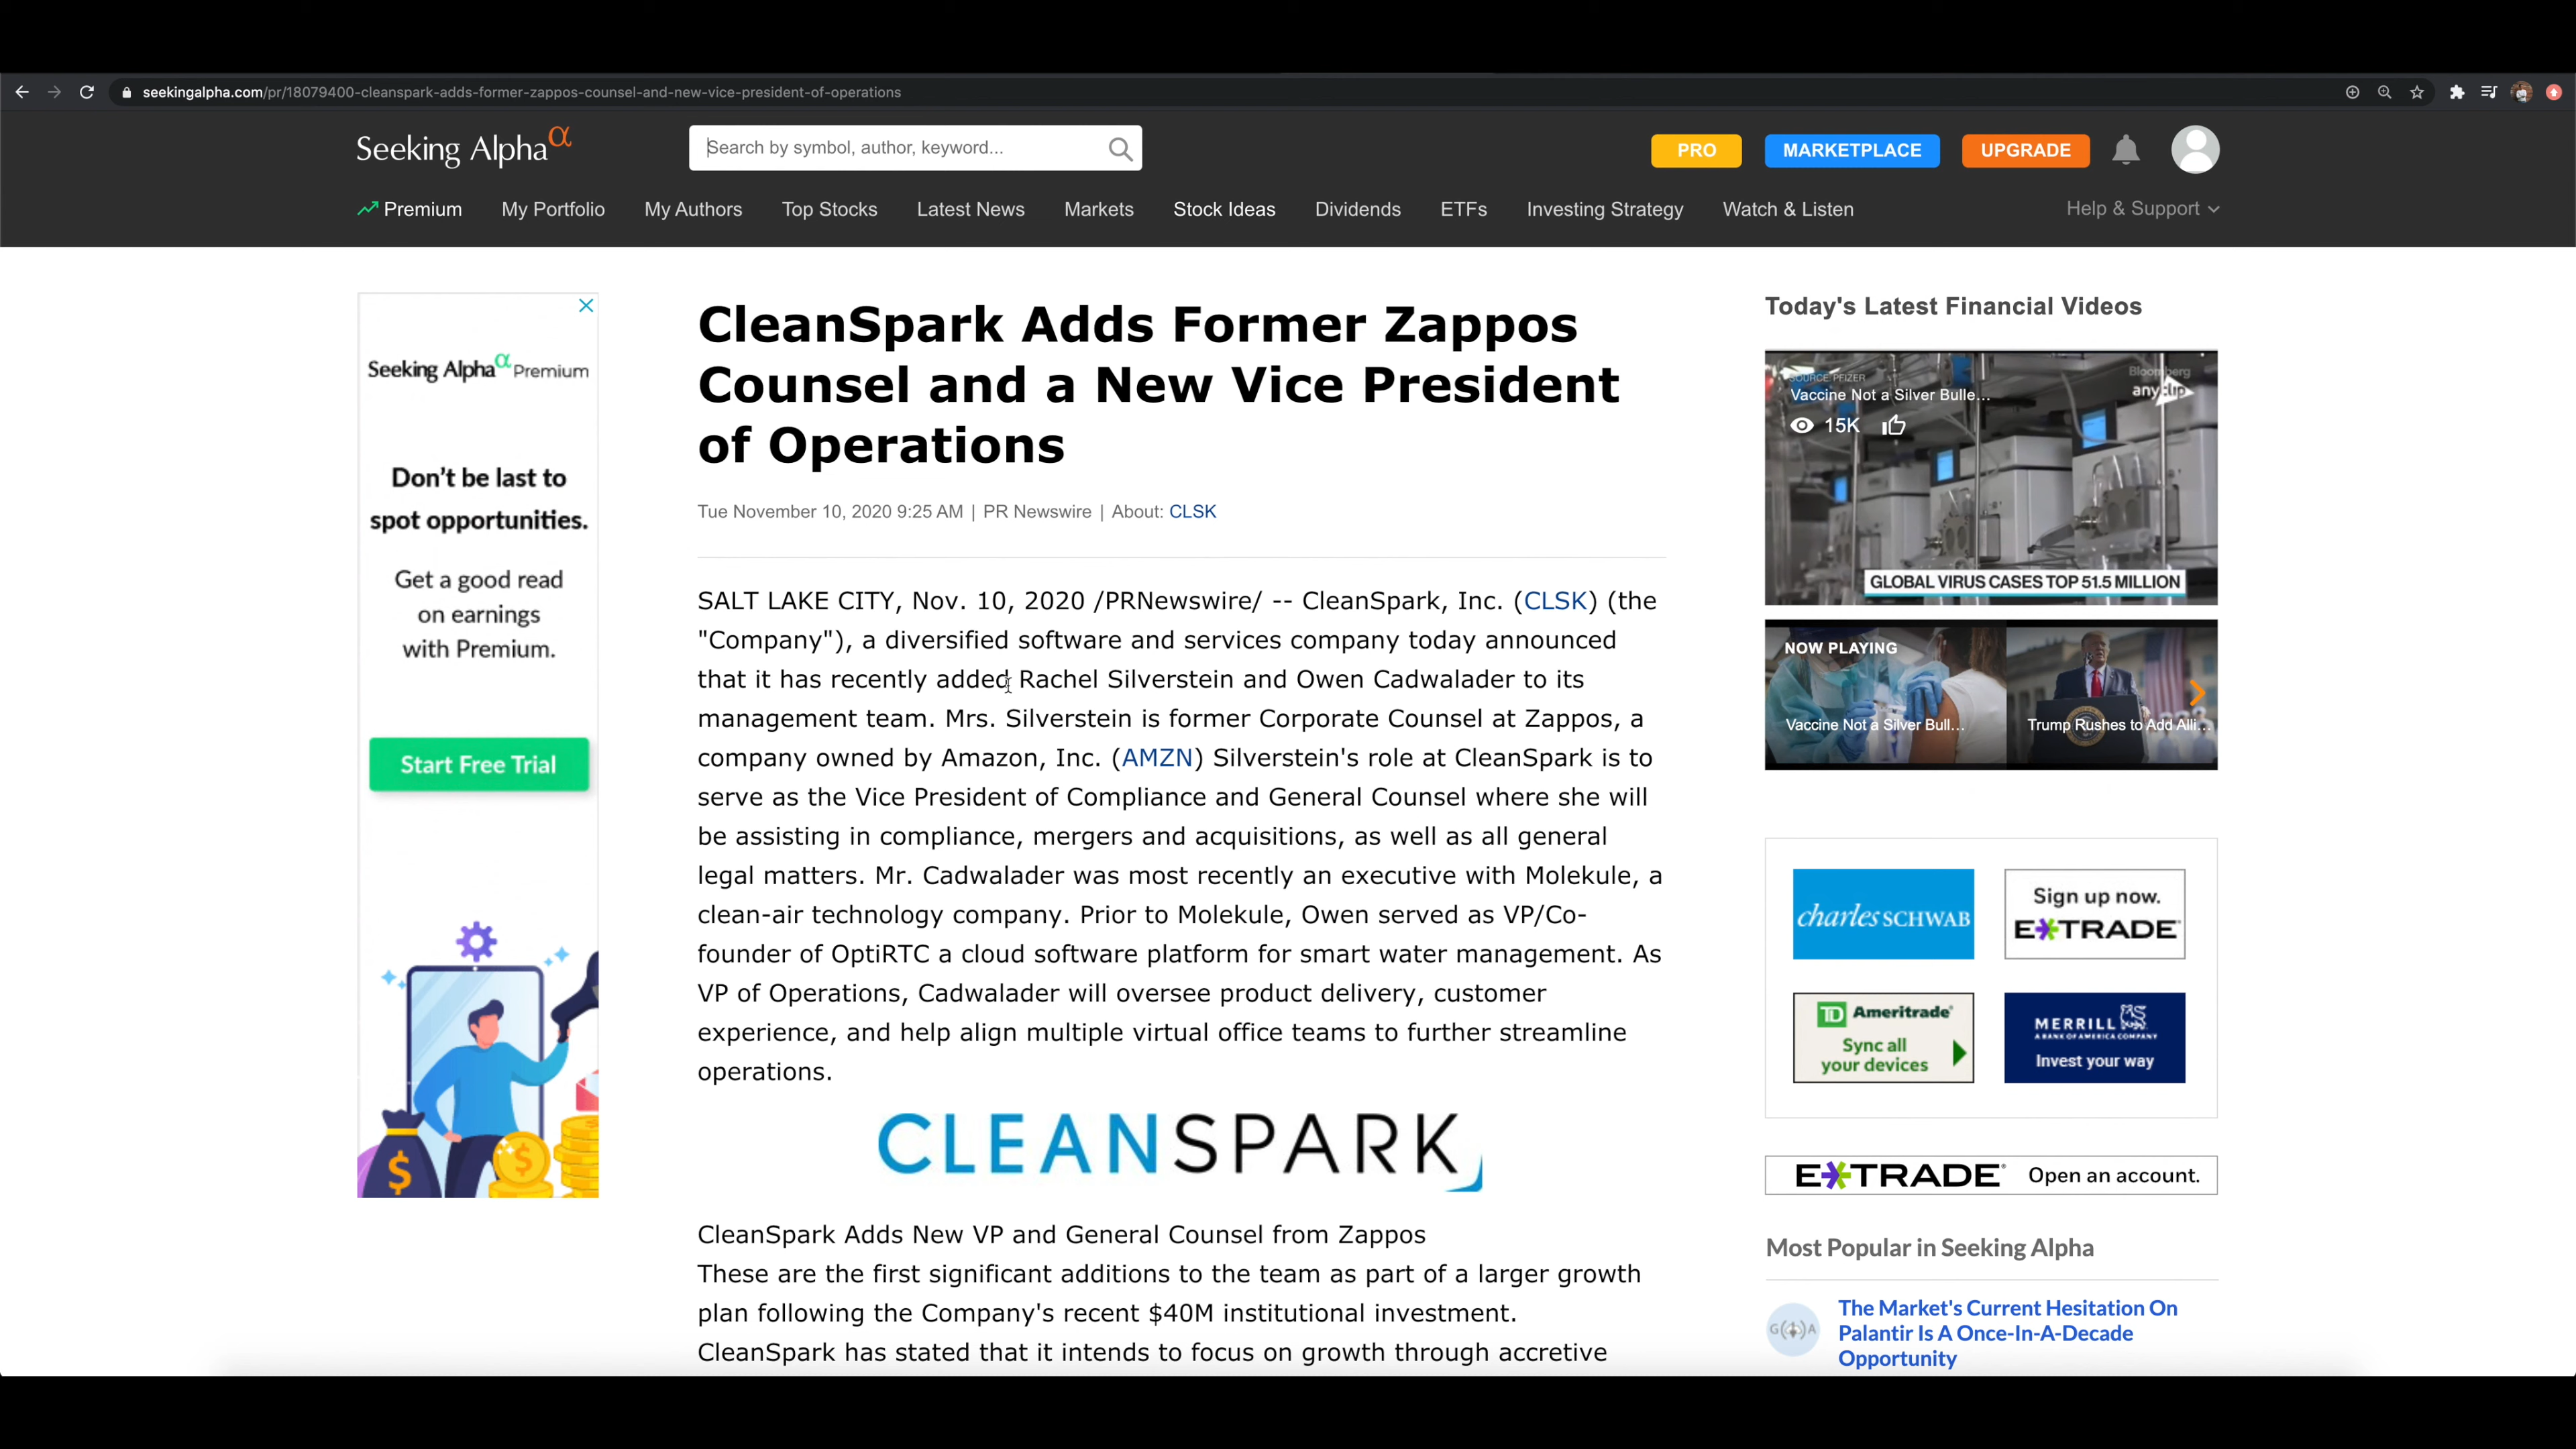 seekingalpha.com/pr/18079400-cleanspark-adds-former-zappos-counsel-and-new-vice-president-of-operations
Seeking Alpha α
Search by symbol, author, keyword...
PRO
MARKETPLACE
UPGRADE
Premium
My Portfolio
My Authors
Top Stocks
Latest News
Markets
Stock Ideas
Dividends
ETFs
Investing Strategy
Watch & Listen
Help & Support
Seeking Alpha α Premium
Don't be last to
spot opportunities.
Get a good read
on earnings
with Premium.
Start Free Trial
CleanSpark Adds Former Zappos
Counsel and a New Vice President
of Operations
Tue November 10, 2020 9:25 AM | PR Newswire | About: CLSK
SALT LAKE CITY, Nov. 10, 2020 /PRNewswire/ -- CleanSpark, Inc. (CLSK) (the
"Company"), a diversified software and services company today announced
that it has recently added Rachel Silverstein and Owen Cadwalader to its
management team. Mrs. Silverstein is former Corporate Counsel at Zappos, a
company owned by Amazon, Inc. (AMZN) Silverstein's role at CleanSpark is to
serve as the Vice President of Compliance and General Counsel where she will
be assisting in compliance, mergers and acquisitions, as well as all general
legal matters. Mr. Cadwalader was most recently an executive with Molekule, a
clean-air technology company. Prior to Molekule, Owen served as VP/Co-
founder of OptiRTC a cloud software platform for smart water management. As
VP of Operations, Cadwalader will oversee product delivery, customer
experience, and help align multiple virtual office teams to further streamline
operations.
CLEANSPARK
CleanSpark Adds New VP and General Counsel from Zappos
These are the first significant additions to the team as part of a larger growth
plan following the Company's recent $40M institutional investment.
CleanSpark has stated that it intends to focus on growth through accretive
Today's Latest Financial Videos
SOURCE: PFIZER
Bloomberg
Vaccine Not a Silver Bulle...
any clip
15K
GLOBAL VIRUS CASES TOP 51.5 MILLION
NOW PLAYING
Vaccine Not a Silver Bull...
Trump Rushes to Add Alli...
charles SCHWAB
Sign up now.
E*TRADE
TD Ameritrade
Sync all
your devices
MERRILL
A BANK OF AMERICA COMPANY
Invest your way
E*TRADE Open an account.
Most Popular in Seeking Alpha
The Market's Current Hesitation On
Palantir Is A Once-In-A-Decade
Opportunity